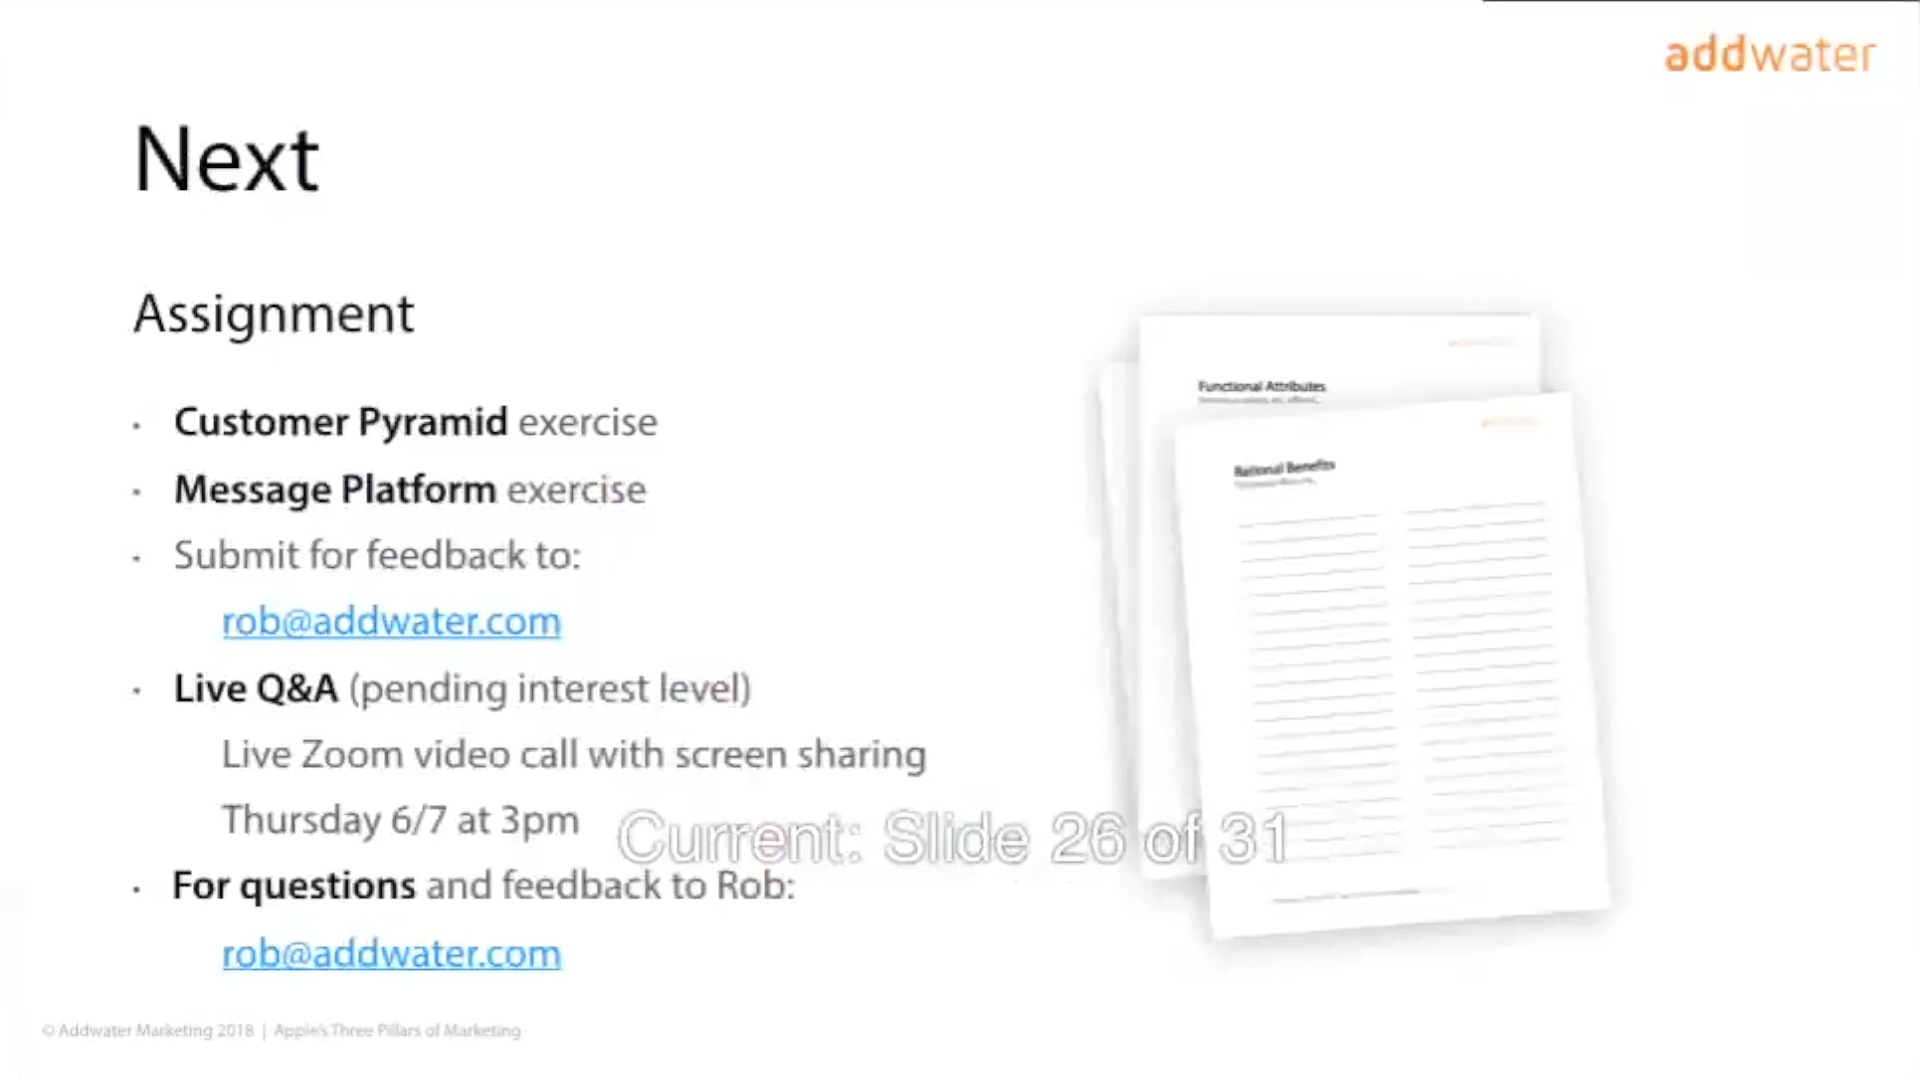 addwater
Next
Assignment
· Customer Pyramid exercise
· Message Platform exercise
· Submit for feedback to:
rob@addwater.com
· Live Q&A (pending interest level)
Live Zoom video call with screen sharing
Thursday 6/7 at 3pm
· For questions and feedback to Rob:
rob@addwater.com
Functional Attributes
Rational Benefits
Current: Slide 26 of 31
© Addwater Marketing 2018 | Apple's Three Pillars of Marketing